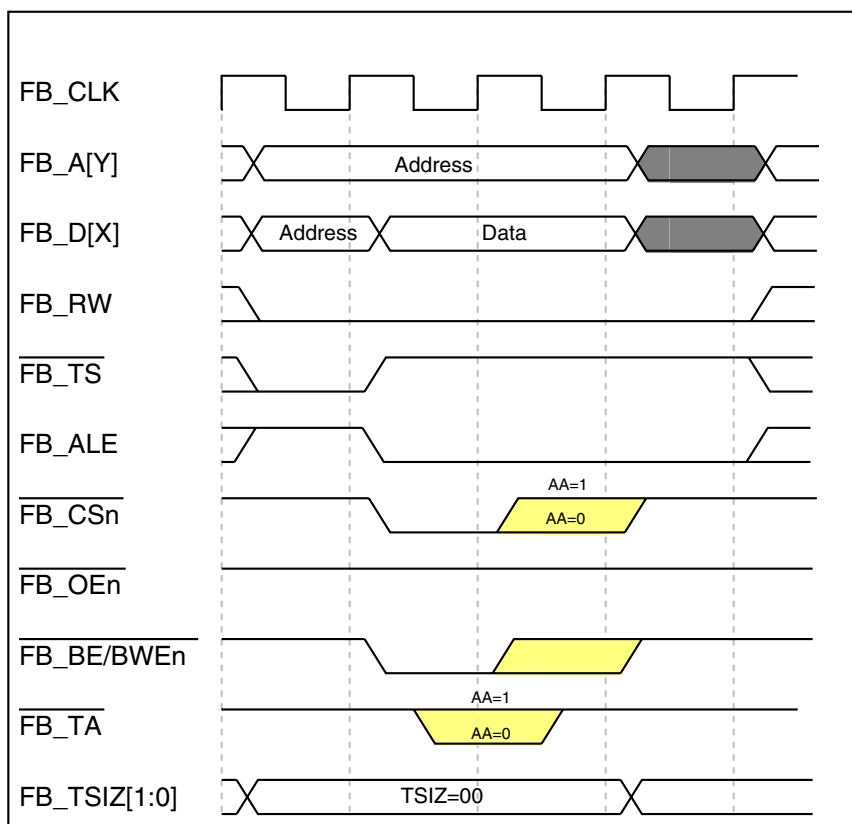 FB_CLK
FB_A[Y]
Address
FB_D[X]
Address
Data
FB_RW
FB_TS
FB_ALE
AA=1
FB_CSn
AA=0
FB_OEn
FB_BE/BWEn
AA=1
FB_TA
AA=0
FB_TSIZ[1:0]
TSIZ=00